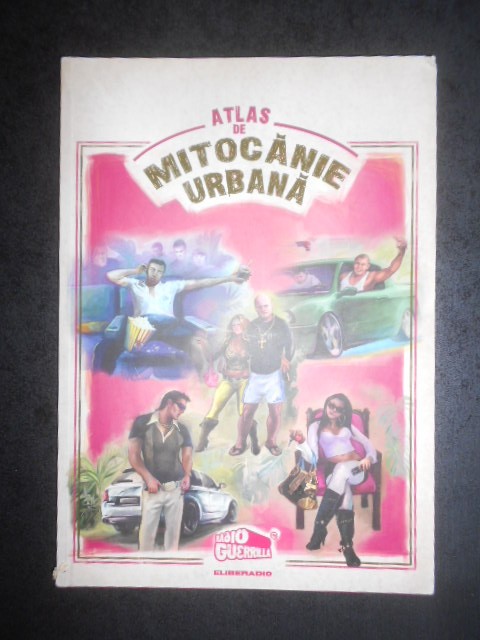 ATLAS
DE
MITOCĂNIE
URBANĂ
RADIO
GUERRILLA
ELIBERADIO